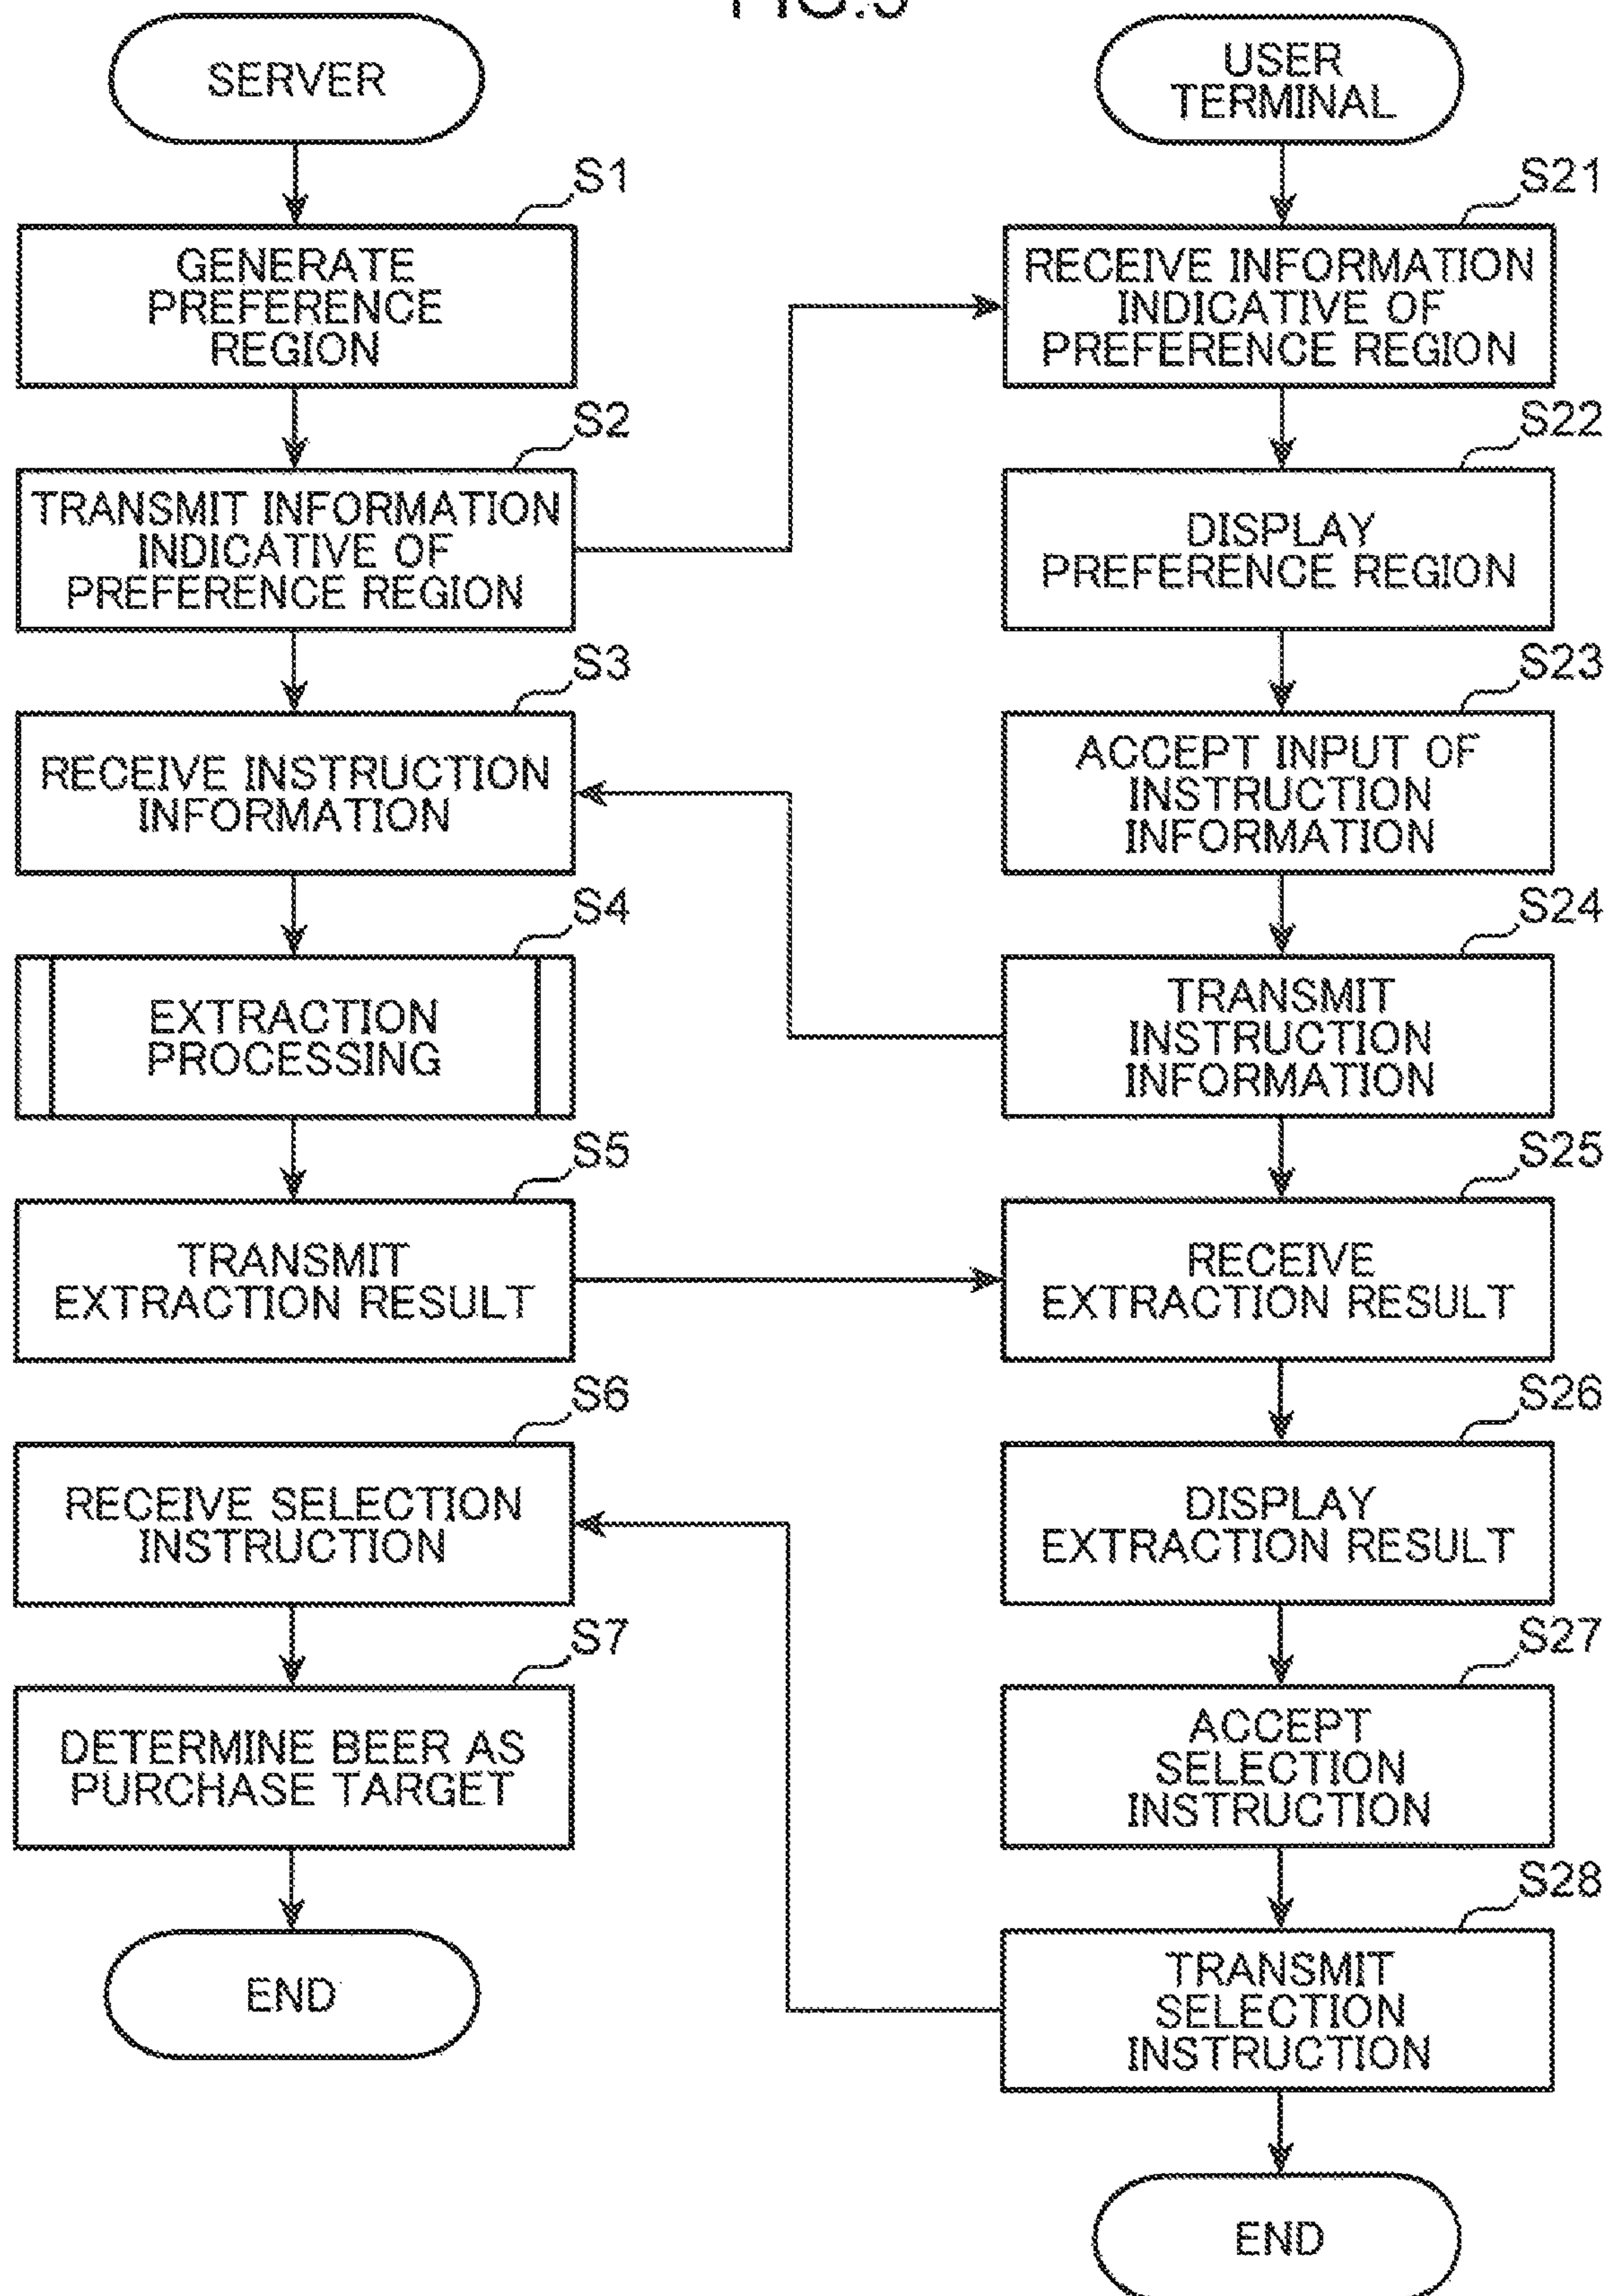 SERVER
S1
GENERATE
PREFERENCE
REGION
S2
TRANSMIT INFORMATION
INDICATIVE OF
PREFERENCE REGION
S3
RECEIVE INSTRUCTION
INFORMATION
S4
EXTRACTION
PROCESSING
S5
TRANSMIT
EXTRACTION RESULT
S6
RECEIVE SELECTION
INSTRUCTION
S7
DETERMINE BEER AS
PURCHASE TARGET
END
USER
TERMINAL
S21
RECEIVE INFORMATION
INDICATIVE OF
PREFERENCE REGION
S22
DISPLAY
PREFERENCE REGION
S23
ACCEPT INPUT OF
INSTRUCTION
INFORMATION
S24
TRANSMIT
INSTRUCTION
INFORMATION
S25
RECEIVE
EXTRACTION RESULT
S26
DISPLAY
EXTRACTION RESULT
S27
ACCEPT
SELECTION
INSTRUCTION
S28
TRANSMIT
SELECTION
INSTRUCTION
END